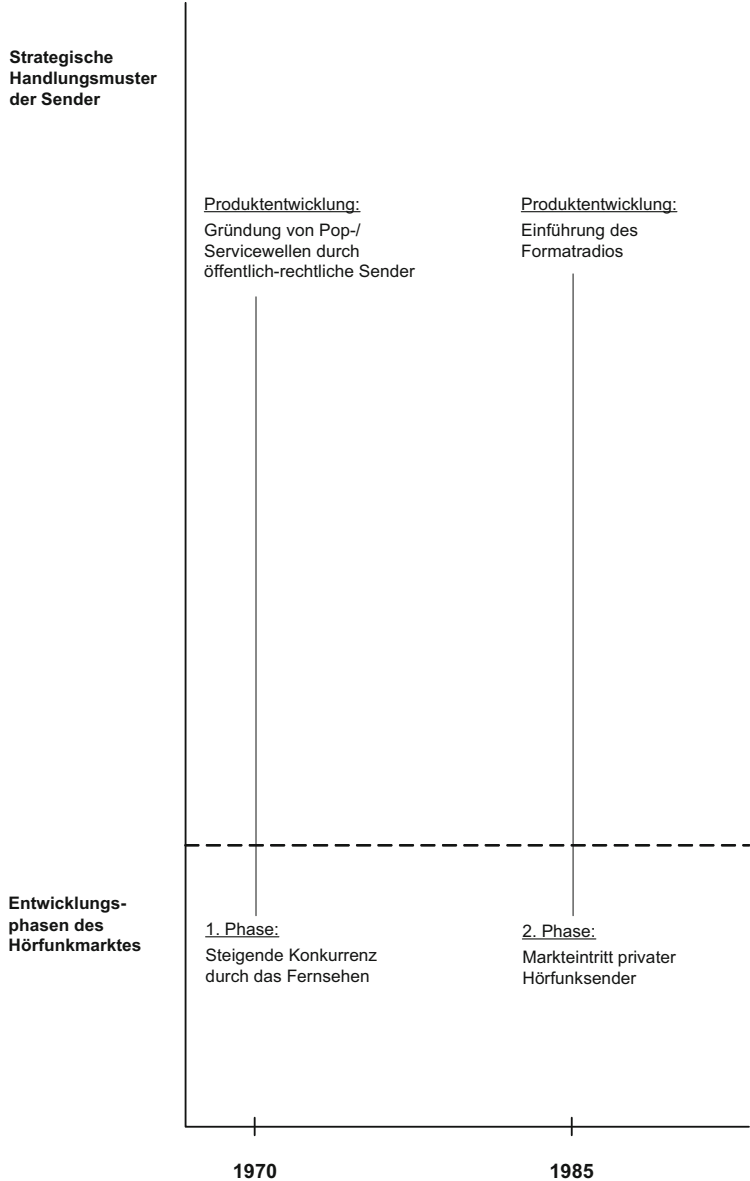 Strategische
Handlungsmuster
der Sender
Produktentwicklung:
Gründung von Pop-/
Servicewellen durch
öffentlich-rechtliche Sender
Produktentwicklung:
Einführung des
Formatradios
Entwicklungs-
phasen des
Hörfunkmarktes
1. Phase:
Steigende Konkurrenz
durch das Fernsehen
2. Phase:
Markteintritt privater
Hörfunksender
1970
1985